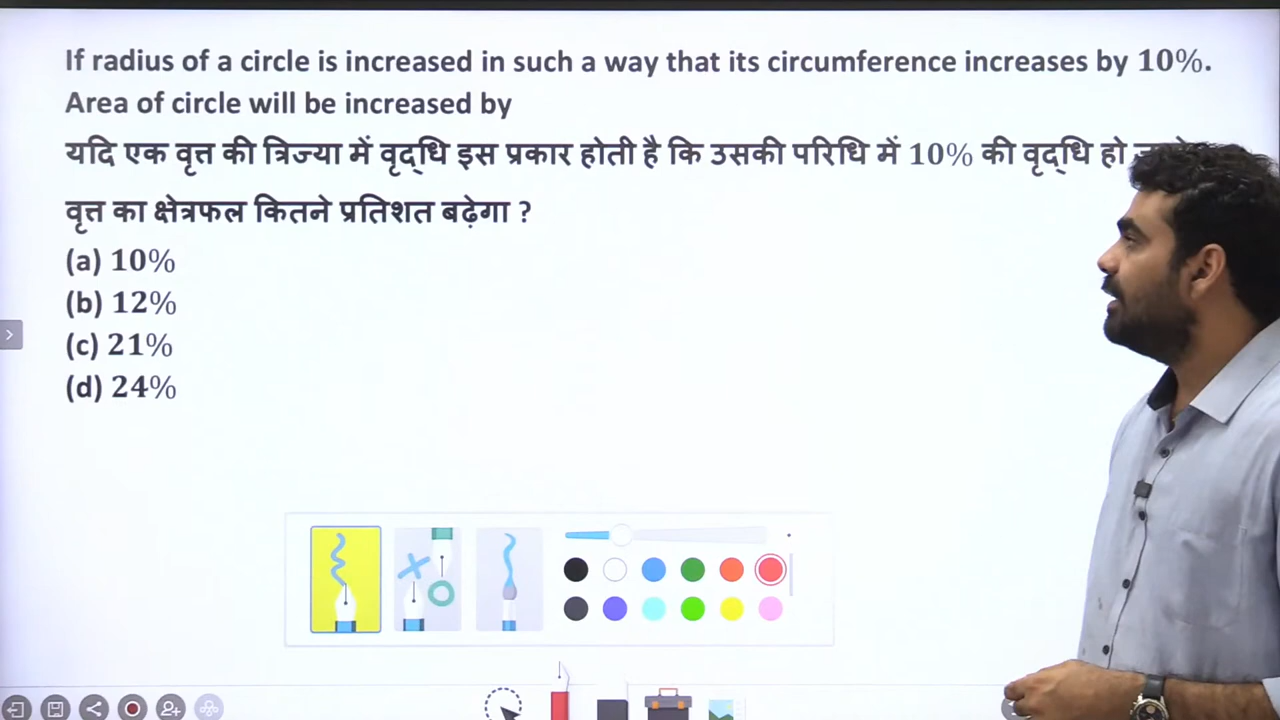 If radius of a circle is increased in such a way that its circumference increases by 10%.
Area of circle will be increased by
यदि एक वृत्त की त्रिज्या में वृद्धि इस प्रकार होती है कि उसकी परिधि में 10% की वृद्धि हो
वृत्त का क्षेत्रफल कितने प्रतिशत बढ़ेगा ?
(a) 10%
(b) 12%
(c) 21%
(d) 24%